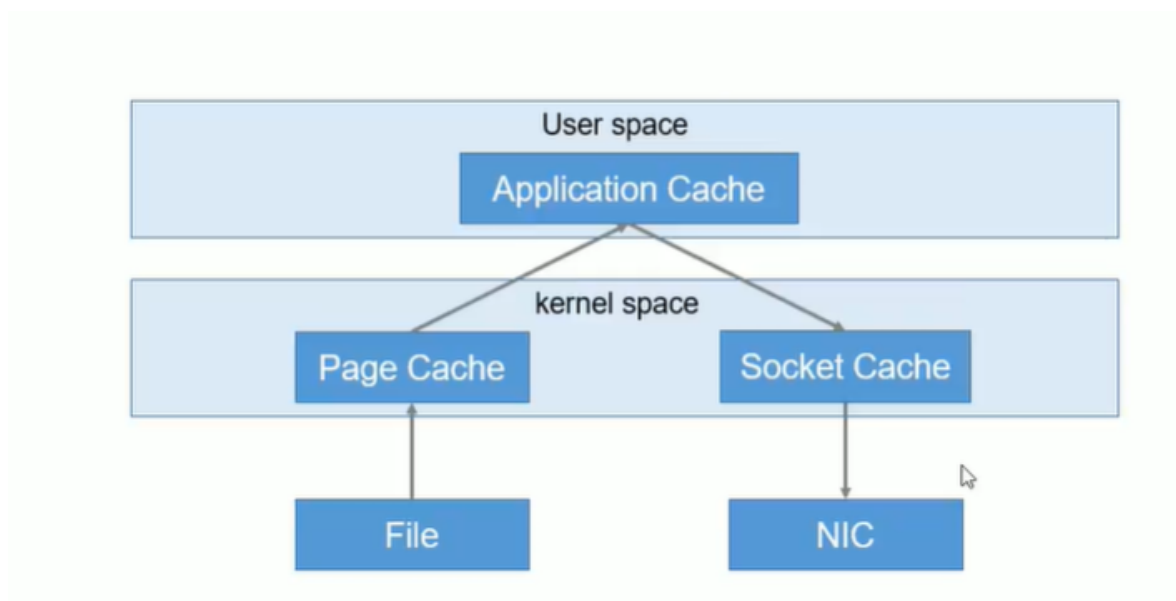 User space
Application Cache
kernel space
Page Cache
Socket Cache
File
NIC